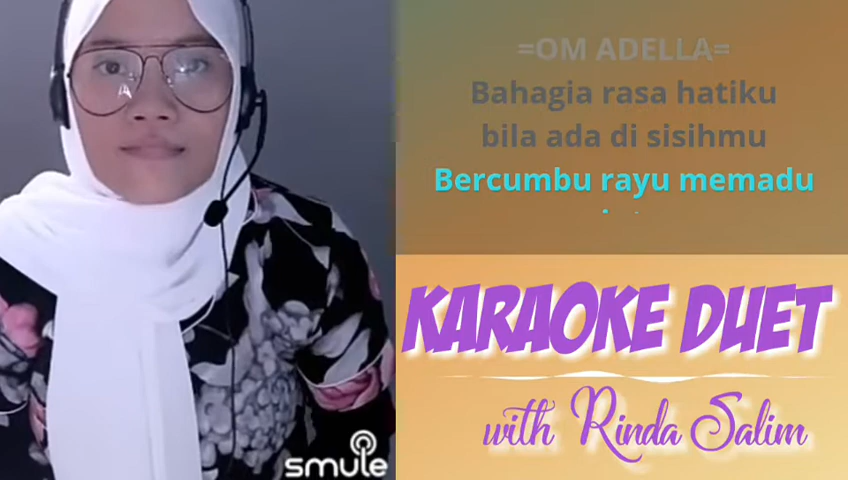 =OM ADELLA=
Bahagia rasa hatiku
bila ada di sisihmu
Bercumbu rayu memadu
KARAOKE DUET
with Rinda Salim
smule